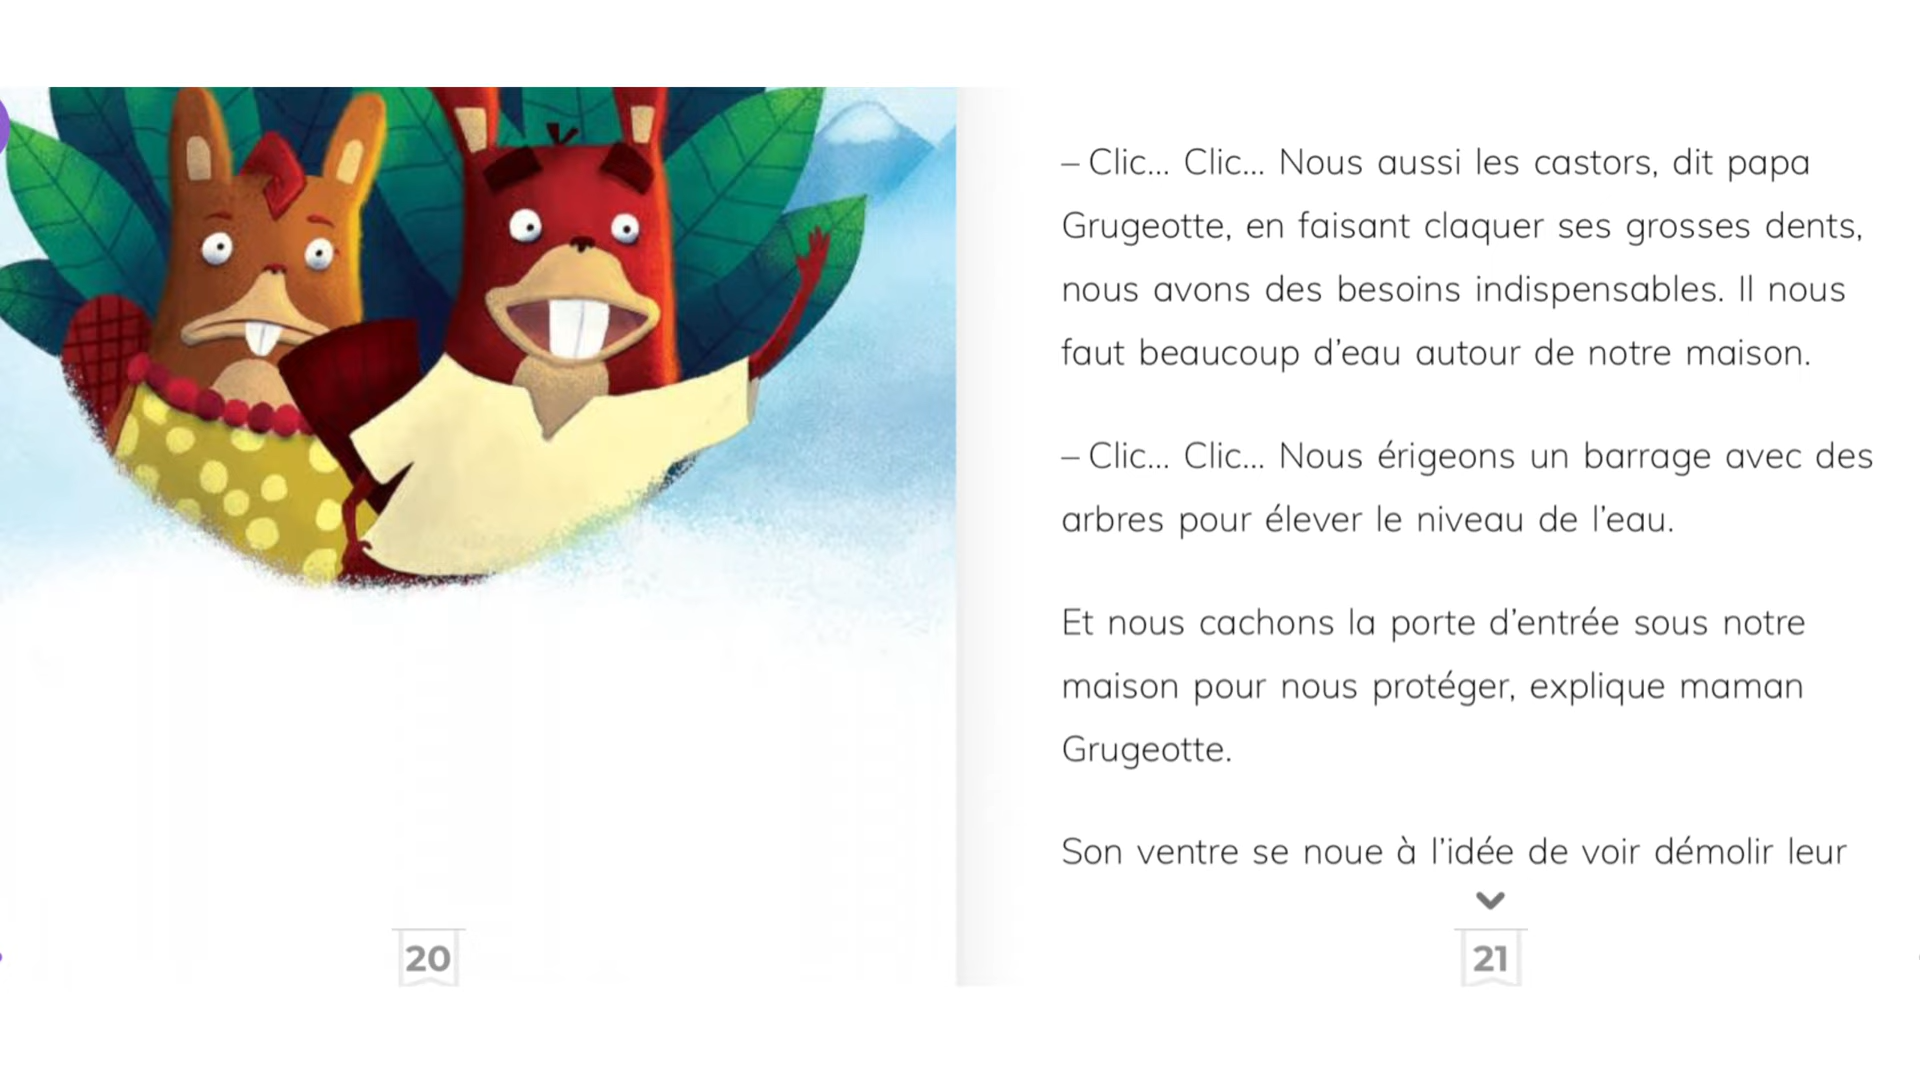 – Clic... Clic... Nous aussi les castors, dit papa
Grugeotte, en faisant claquer ses grosses dents,
nous avons des besoins indispensables. Il nous
faut beaucoup d’eau autour de notre maison.
– Clic... Clic... Nous érigeons un barrage avec des
arbres pour élever le niveau de l’eau.
Et nous cachons la porte d’entrée sous notre
maison pour nous protéger, explique maman
Grugeotte.
Son ventre se noue à l’idée de voir démolir leur
20
21